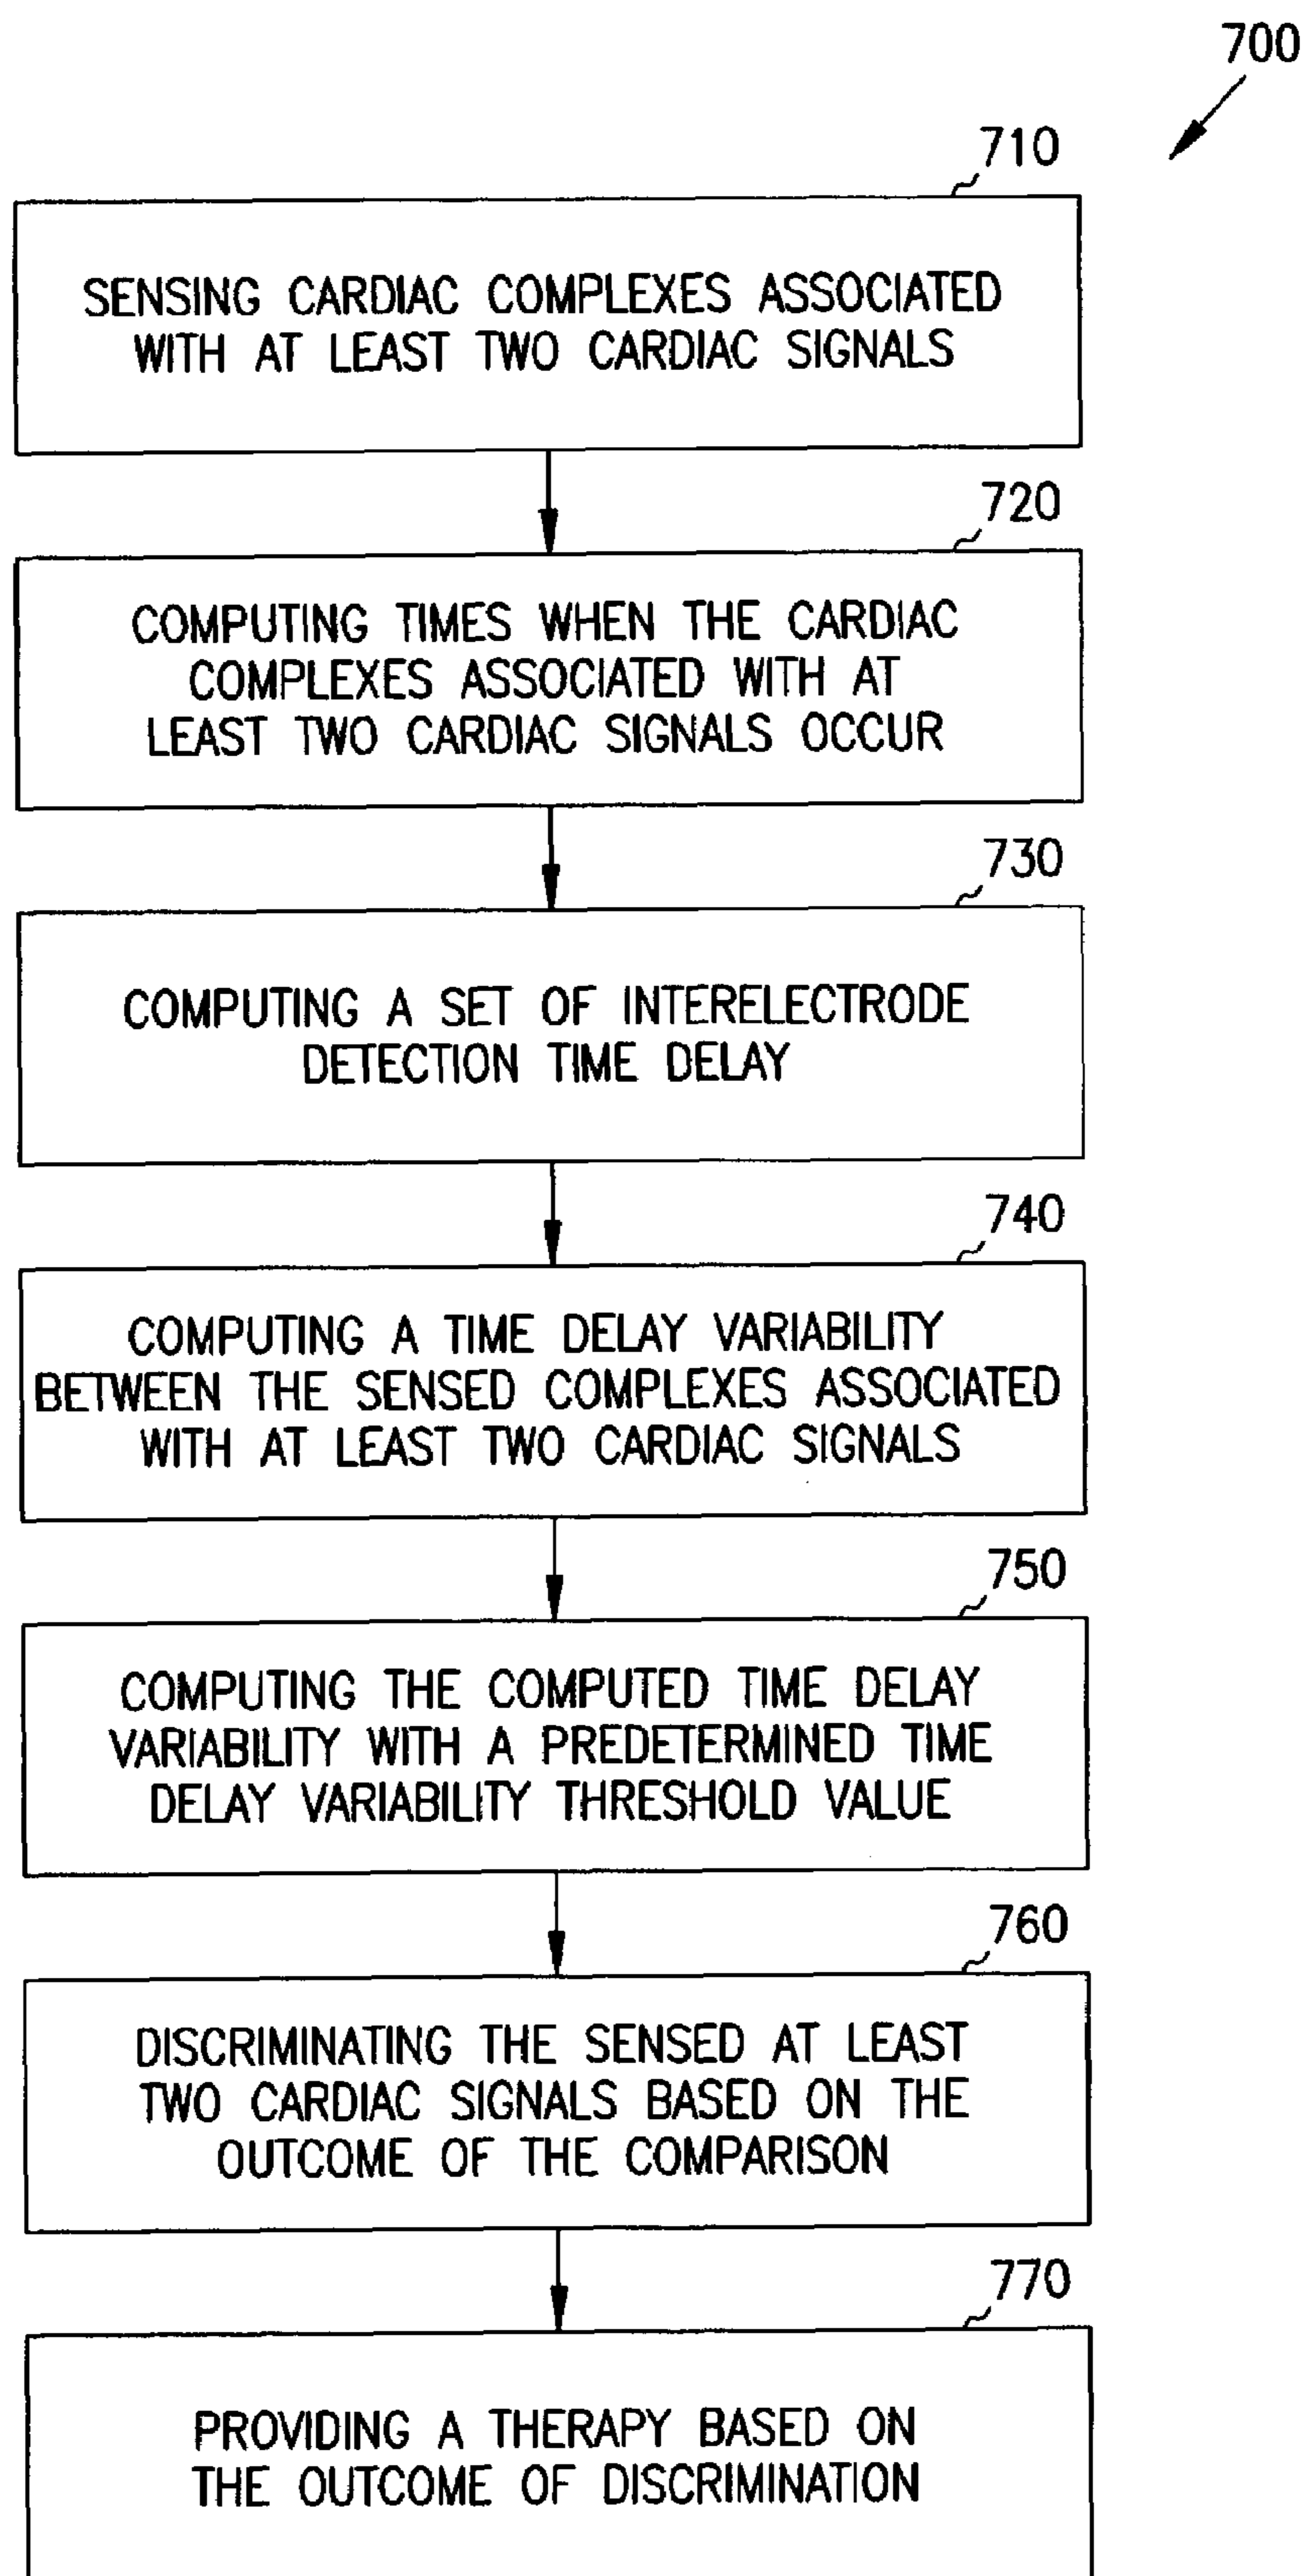 700
710
SENSING CARDIAC COMPLEXES ASSOCIATED
WITH AT LEAST TWO CARDIAC SIGNALS
720
COMPUTING TIMES WHEN THE CARDIAC
COMPLEXES ASSOCIATED WITH AT
LEAST TWO CARDIAC SIGNALS OCCUR
730
COMPUTING A SET OF INTERELECTRODE
DETECTION TIME DELAY
740
COMPUTING A TIME DELAY VARIABILITY
BETWEEN THE SENSED COMPLEXES ASSOCIATED
WITH AT LEAST TWO CARDIAC SIGNALS
750
COMPUTING THE COMPUTED TIME DELAY
VARIABILITY WITH A PREDETERMINED TIME
DELAY VARIABILITY THRESHOLD VALUE
760
DISCRIMINATING THE SENSED AT LEAST
TWO CARDIAC SIGNALS BASED ON THE
OUTCOME OF THE COMPARISON
770
PROVIDING A THERAPY BASED ON
THE OUTCOME OF DISCRIMINATION